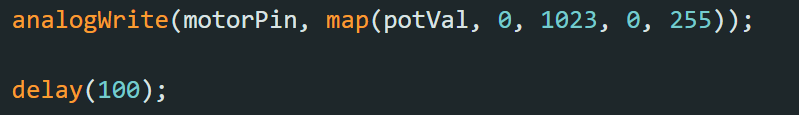 analogWrite(motorPin, map(potVal, 0, 1023, 0, 255));
delay(100);